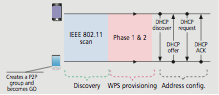 DHCP
discover
DHCP
request
IEEE 802.11
scan
Phase 1 & 2
DHCP
offer
DHCP
ACK
Creates a P2P
group and
becomes GO
Discovery
WPS provisioning
Address config.